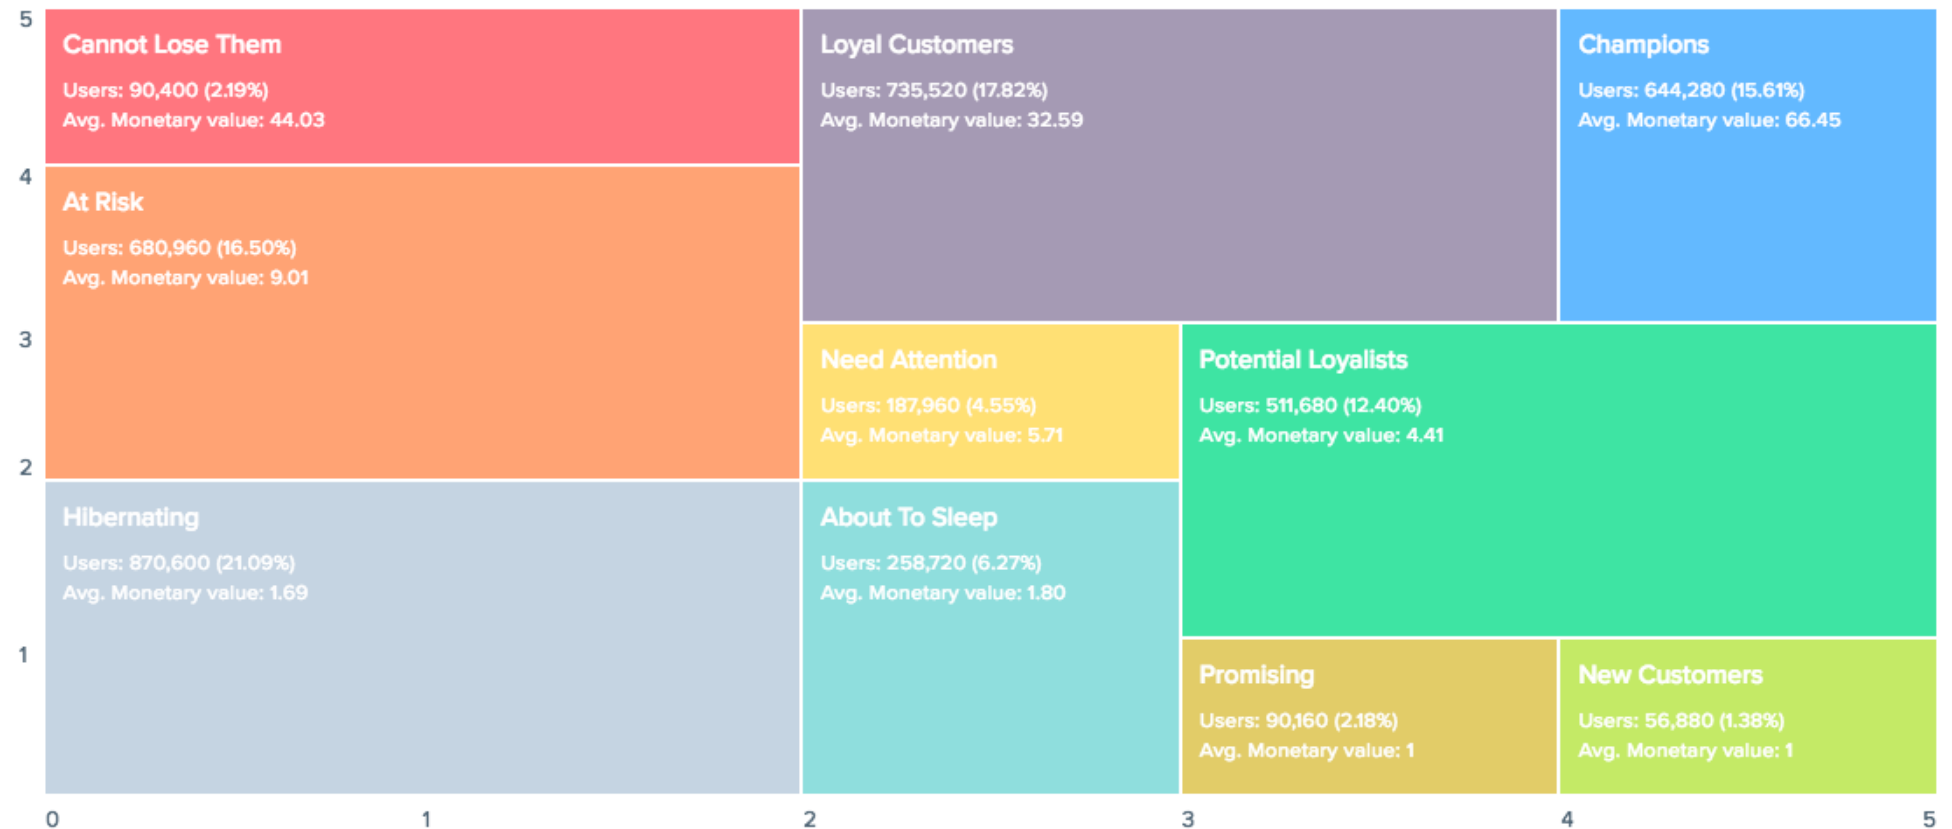 5
Cannot Lose Them
Users: 90,400 (2.19%)
Avg. Monetary value: 44.03
Loyal Customers
Users: 735,520 (17.82%)
Avg. Monetary value: 32.59
Champions
Users: 644,280 (15.61%)
Avg. Monetary value: 66.45
4
At Risk
Users: 680,960 (16.50%)
Avg. Monetary value: 9.01
3
Need Attention
Users: 187,960 (4.55%)
Avg. Monetary value: 5.71
Potential Loyalists
Users: 511,680 (12.40%)
Avg. Monetary value: 4.41
2
Hibernating
Users: 870,600 (21.09%)
Avg. Monetary value: 1.69
About To Sleep
Users: 258,720 (6.27%)
Avg. Monetary value: 1.80
1
Promising
Users: 90,160 (2.18%)
Avg. Monetary value: 1
New Customers
Users: 56,880 (1.38%)
Avg. Monetary value: 1
0 1 2 3 4 5